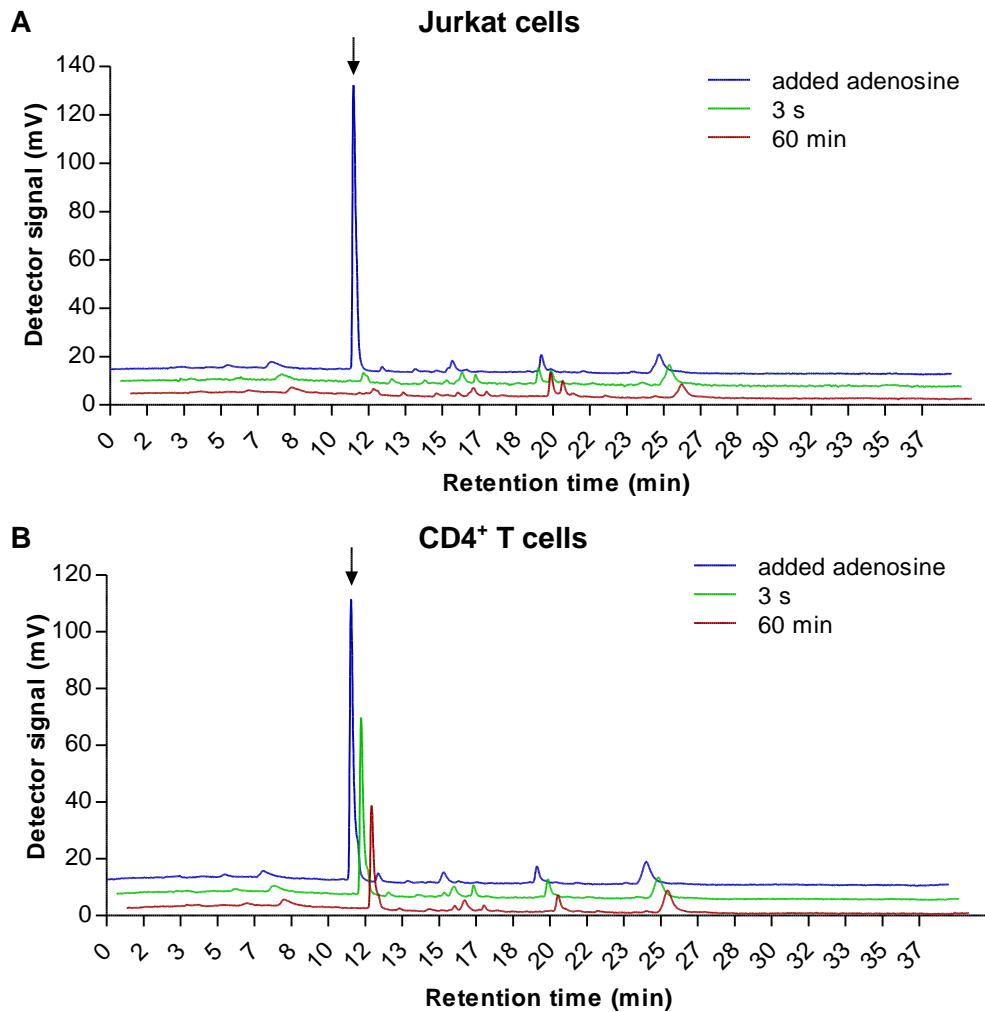 A
Jurkat cells
140
120
100
80
60
40
20
0
Detector signal (mV)
added adenosine
3 s
60 min
0 2 3 5 7 8 10 12 13 15 17 18 20 22 23 25 27 28 30 32 33 35 37
Retention time (min)
B
CD4⁺ T cells
120
100
80
60
40
20
0
Detector signal (mV)
added adenosine
3 s
60 min
0 2 3 5 7 8 10 12 13 15 17 18 20 22 23 25 27 28 30 32 33 35 37
Retention time (min)